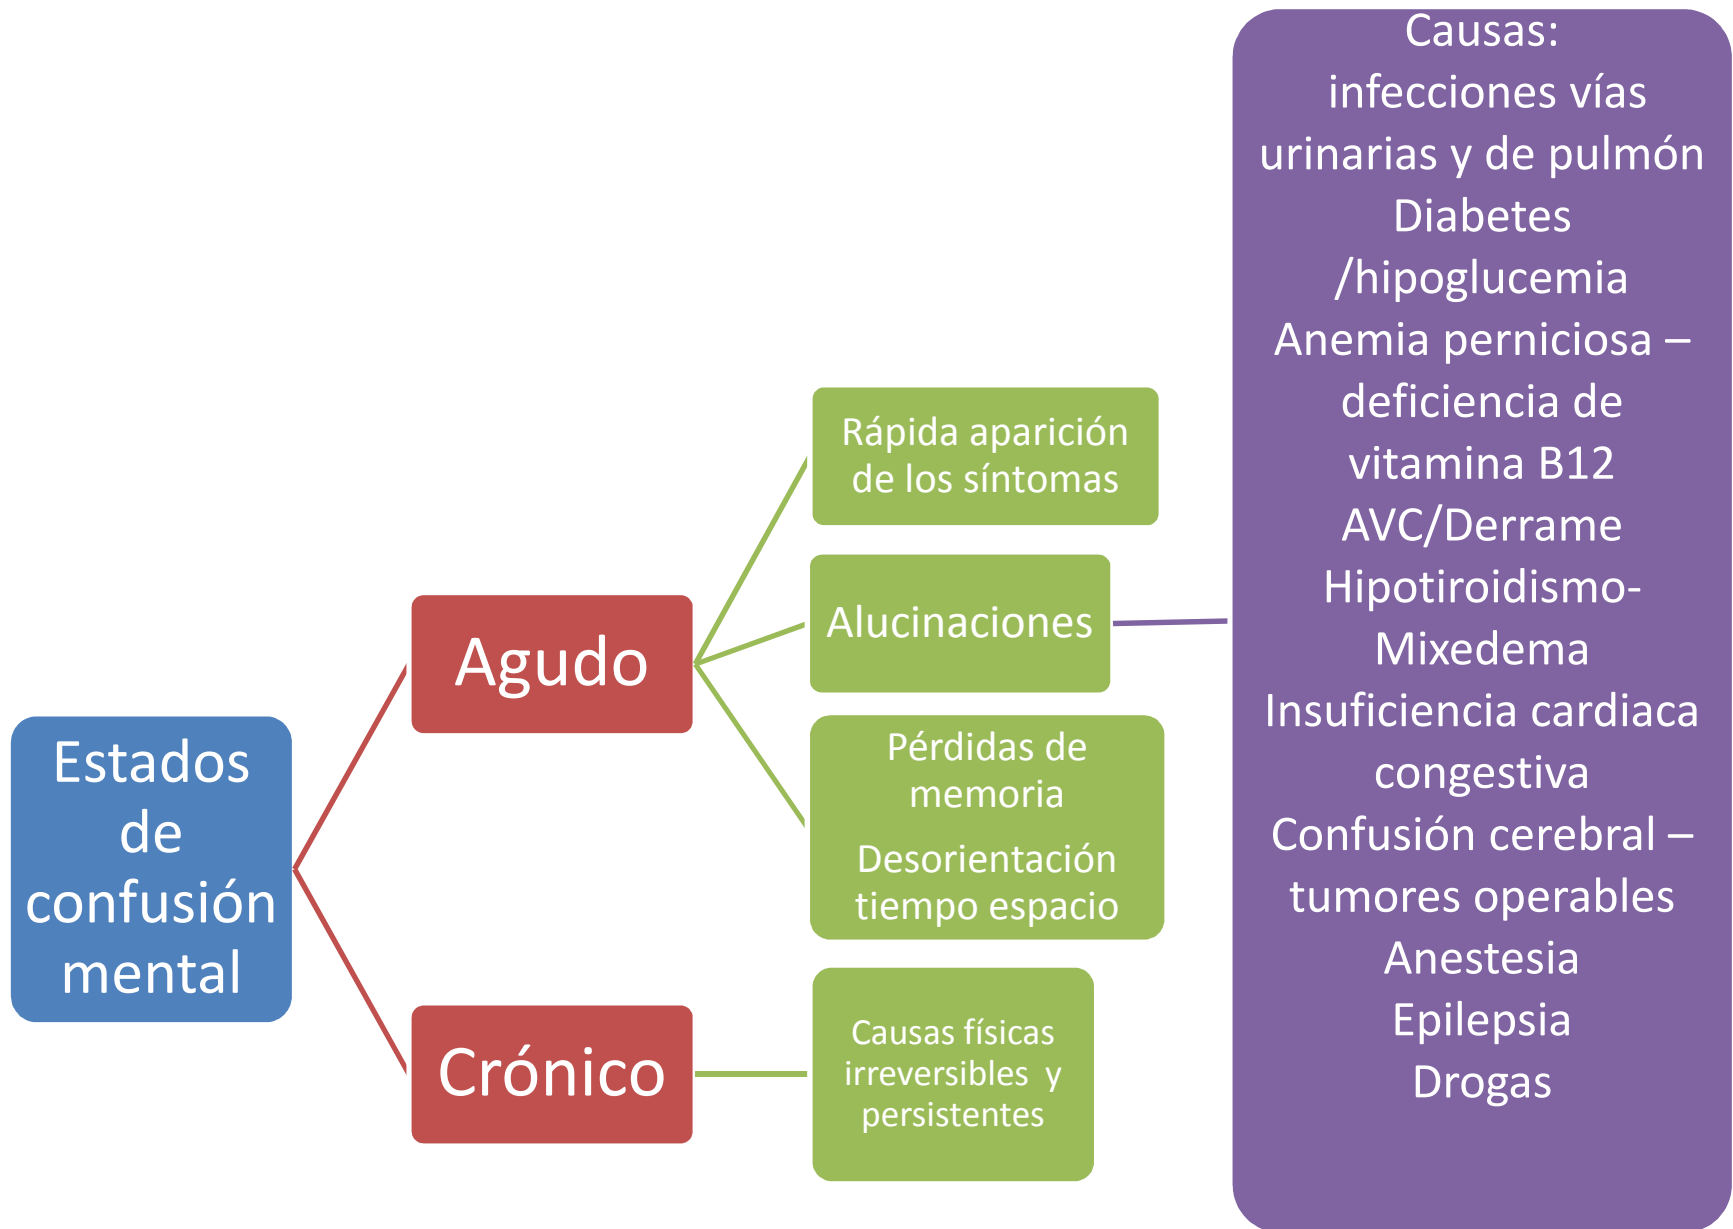 Estados
de
confusión
mental
Agudo
Rápida aparición
de los síntomas
Alucinaciones
Pérdidas de
memoria
Desorientación
tiempo espacio
Crónico
Causas físicas
irreversibles y
persistentes
Causas:
infecciones vías
urinarias y de pulmón
Diabetes
/hipoglucemia
Anemia perniciosa –
deficiencia de
vitamina B12
AVC/Derrame
Hipotiroidismo-
Mixedema
Insuficiencia cardiaca
congestiva
Confusión cerebral –
tumores operables
Anestesia
Epilepsia
Drogas